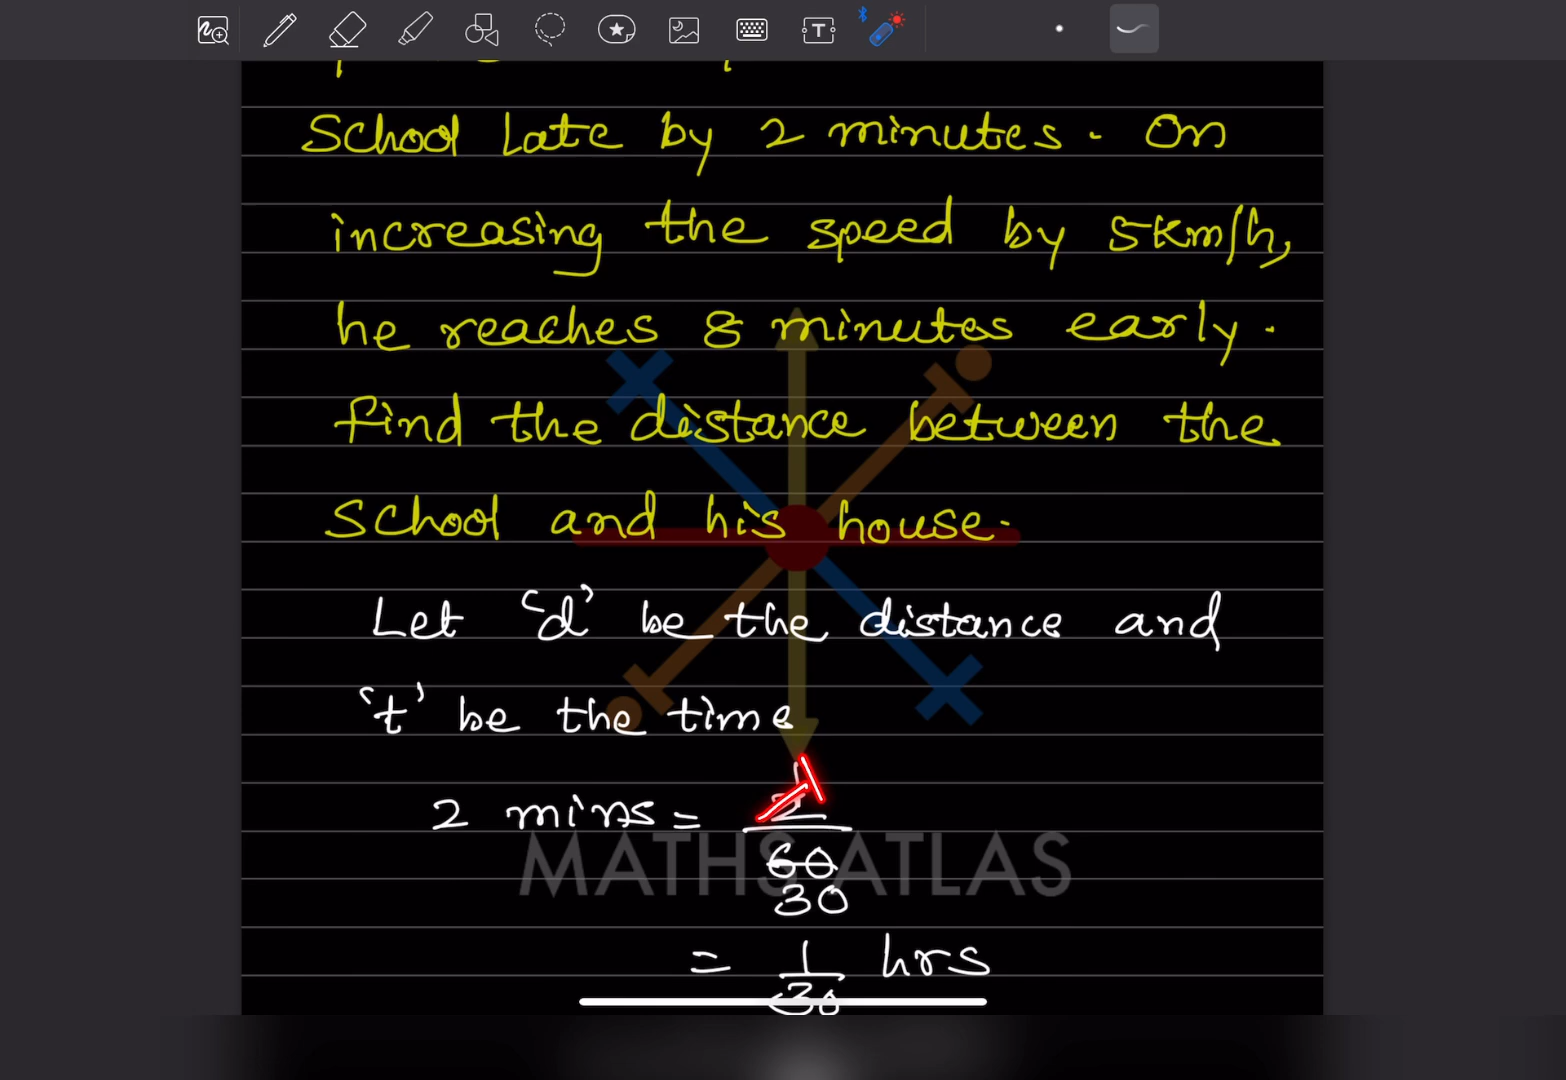 School late by 2 minutes. On
increasing the speed by 5km/h,
he reaches 8 minutes early.
find the distance between the
school and his house.
Let 'd' be the distance and
't' be the time
2 mins = 1
2
60
30
= 1/30 hrs
MATHS ATLAS